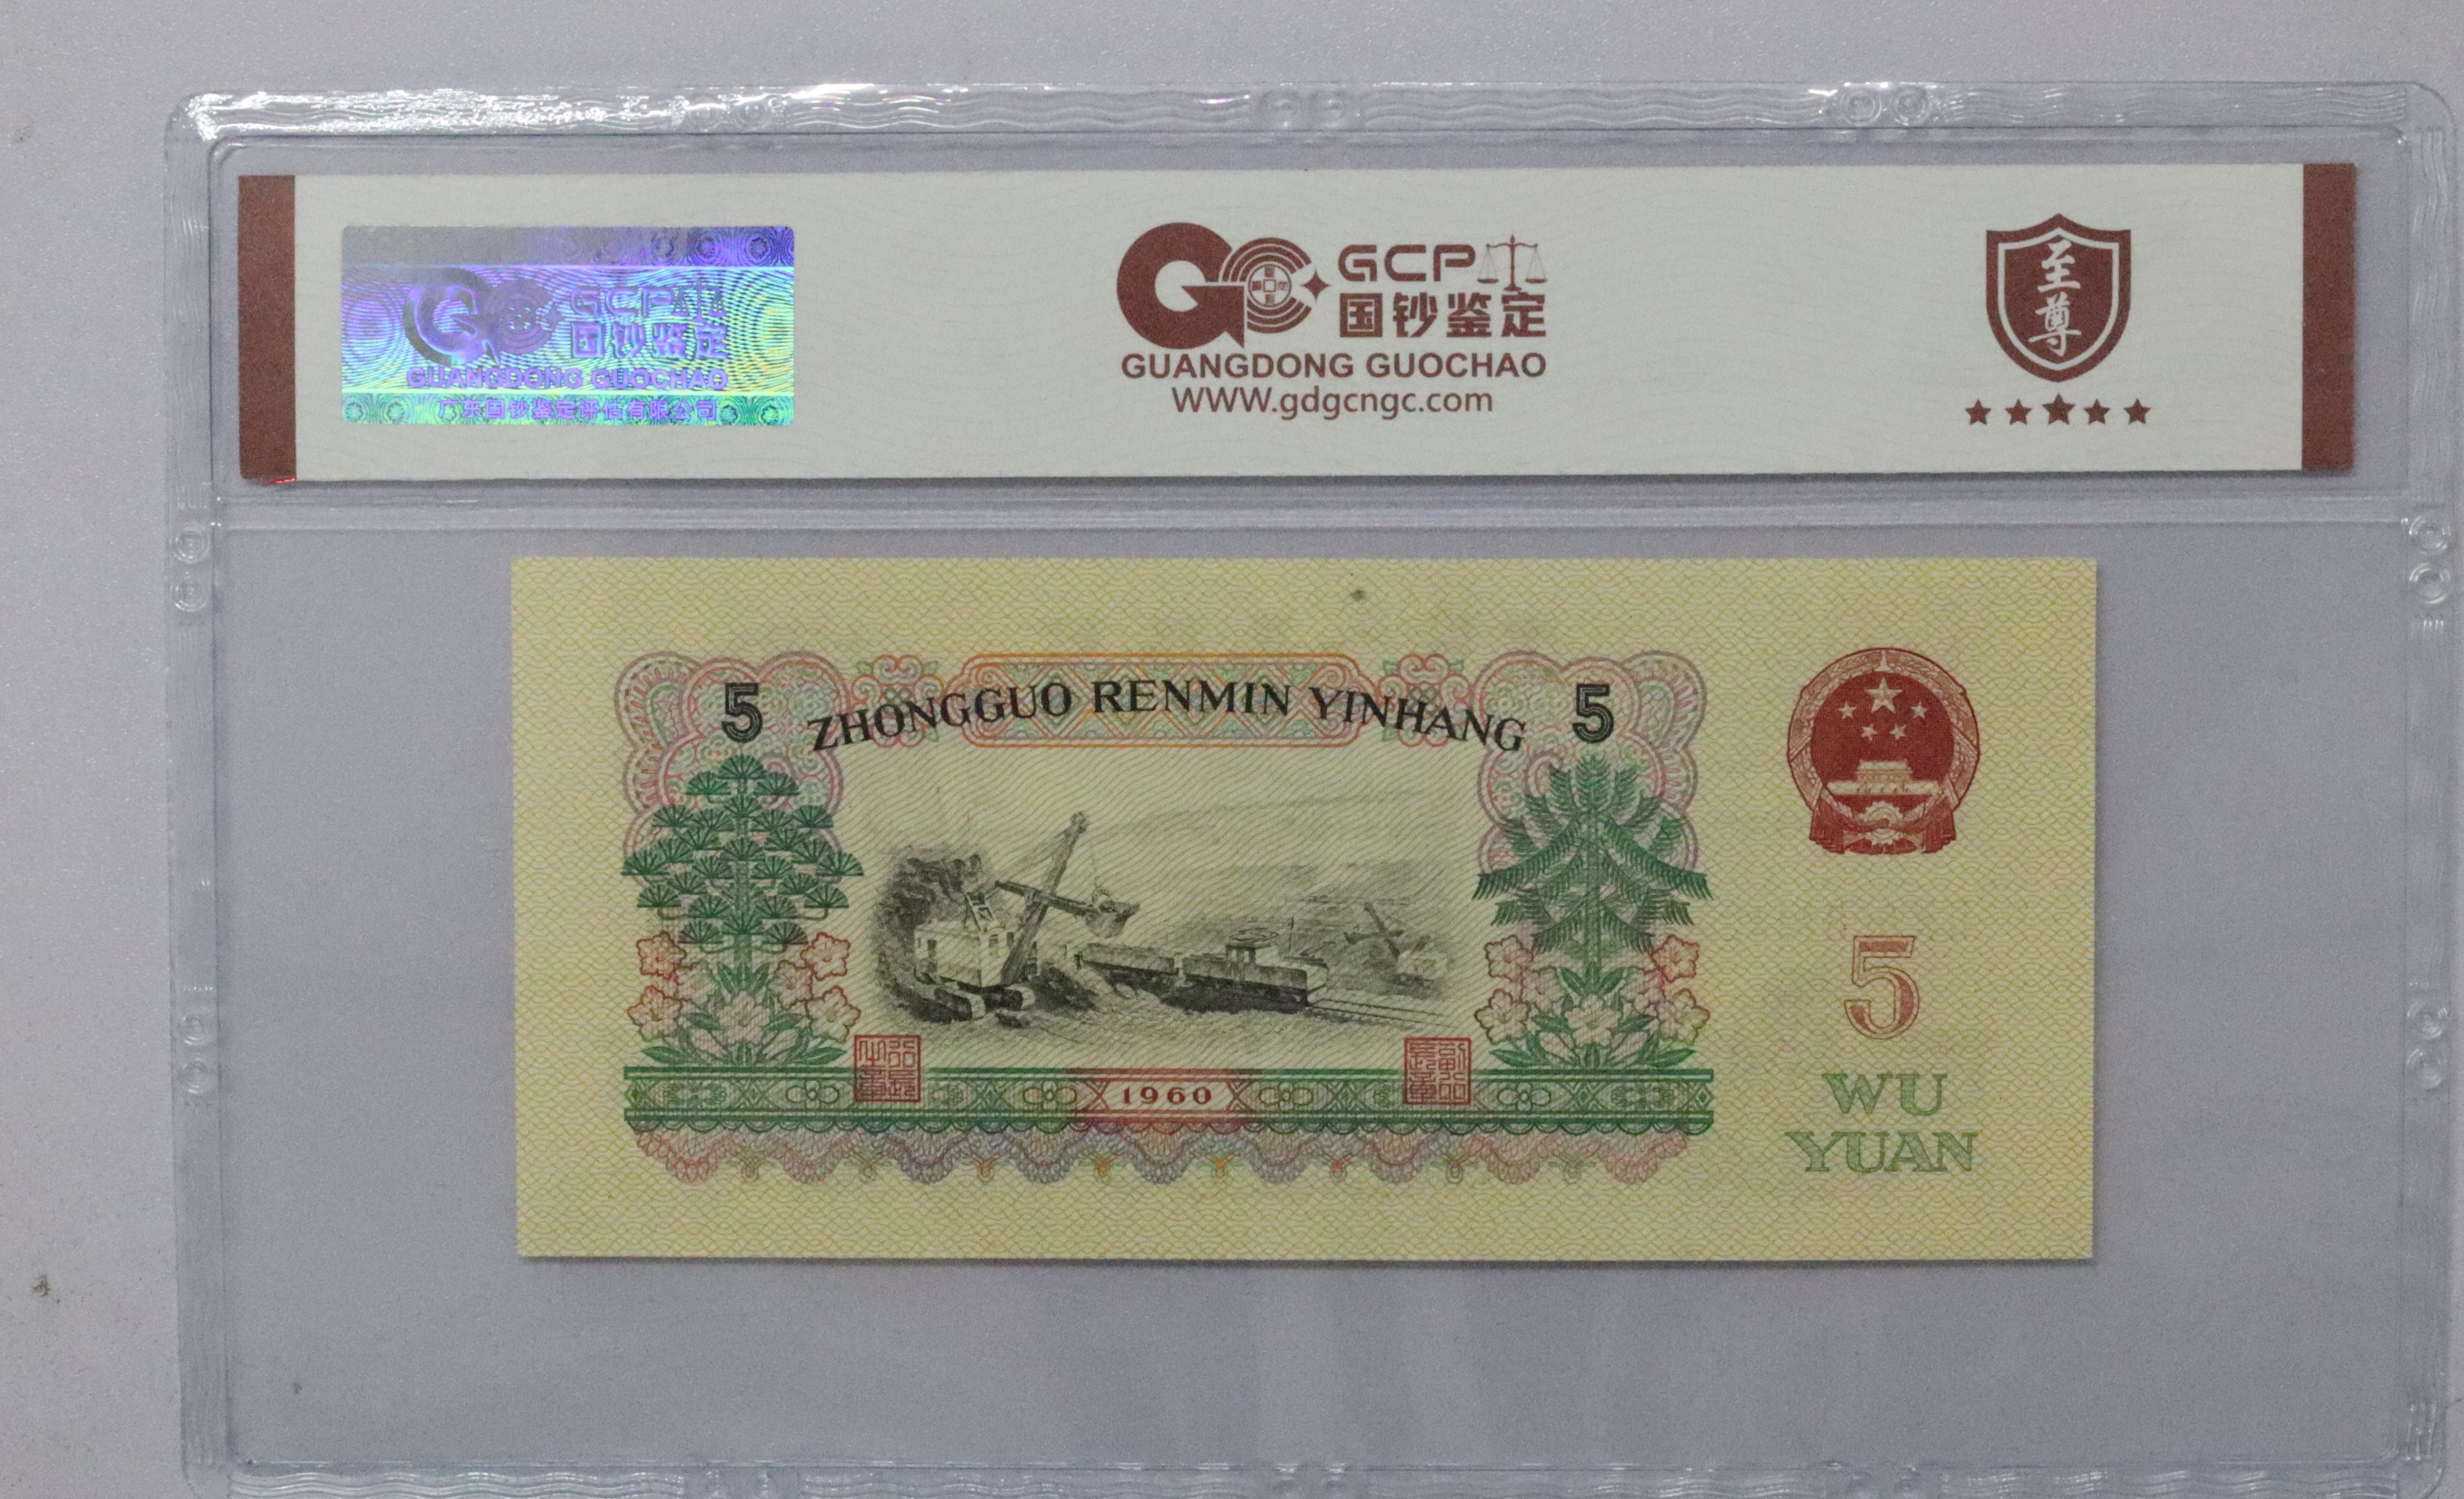 GCP
国钞鉴定
GUANGDONG GUOCHAO
广东国钞鉴定评估有限公司
GCP
国钞鉴定
GUANGDONG GUOCHAO
WWW.gdgcngc.com
至尊
5 ZHONGGUO RENMIN YINHANG 5
5
WU
YUAN
1960